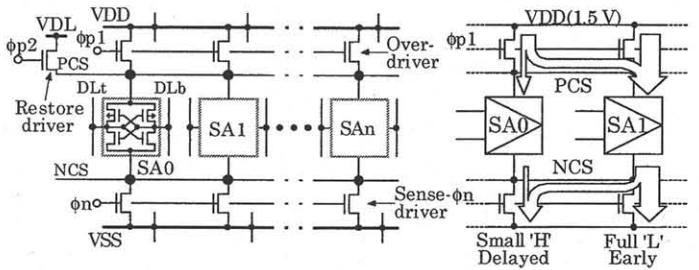 VDL
ϕp2
PCS
Restore
driver
VDD
ϕp1
Over-
driver
DLt
DLb
SA0
SA1
SAn
NCS
ϕn
Sense-ϕn
driver
VSS
VDD(1.5 V)
ϕp1
PCS
SA0
SA1
NCS
Small 'H'
Delayed
Full 'L'
Early